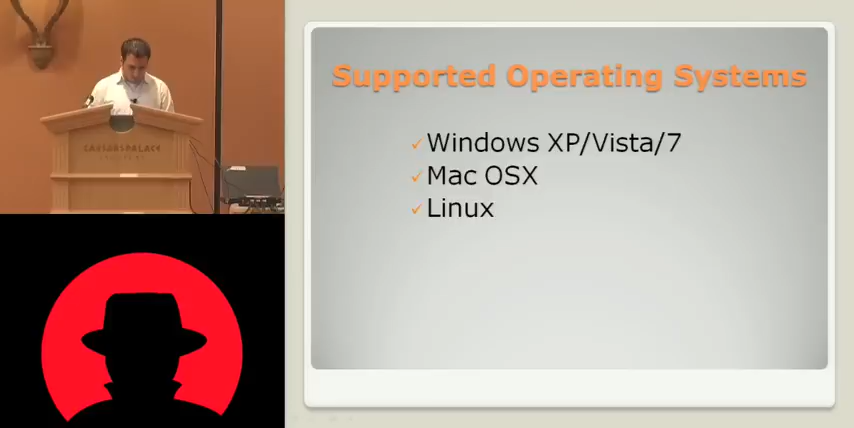 CAESARS PALACE
Supported Operating Systems
Windows XP/Vista/7
Mac OSX
Linux